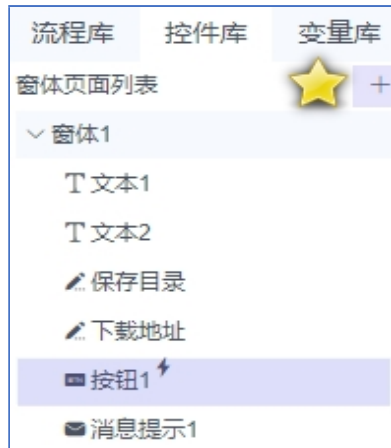 流程库 控件库 变量库
窗体页面列表 +
窗体1
T 文本1
T 文本2
保存目录
下载地址
按钮1
消息提示1